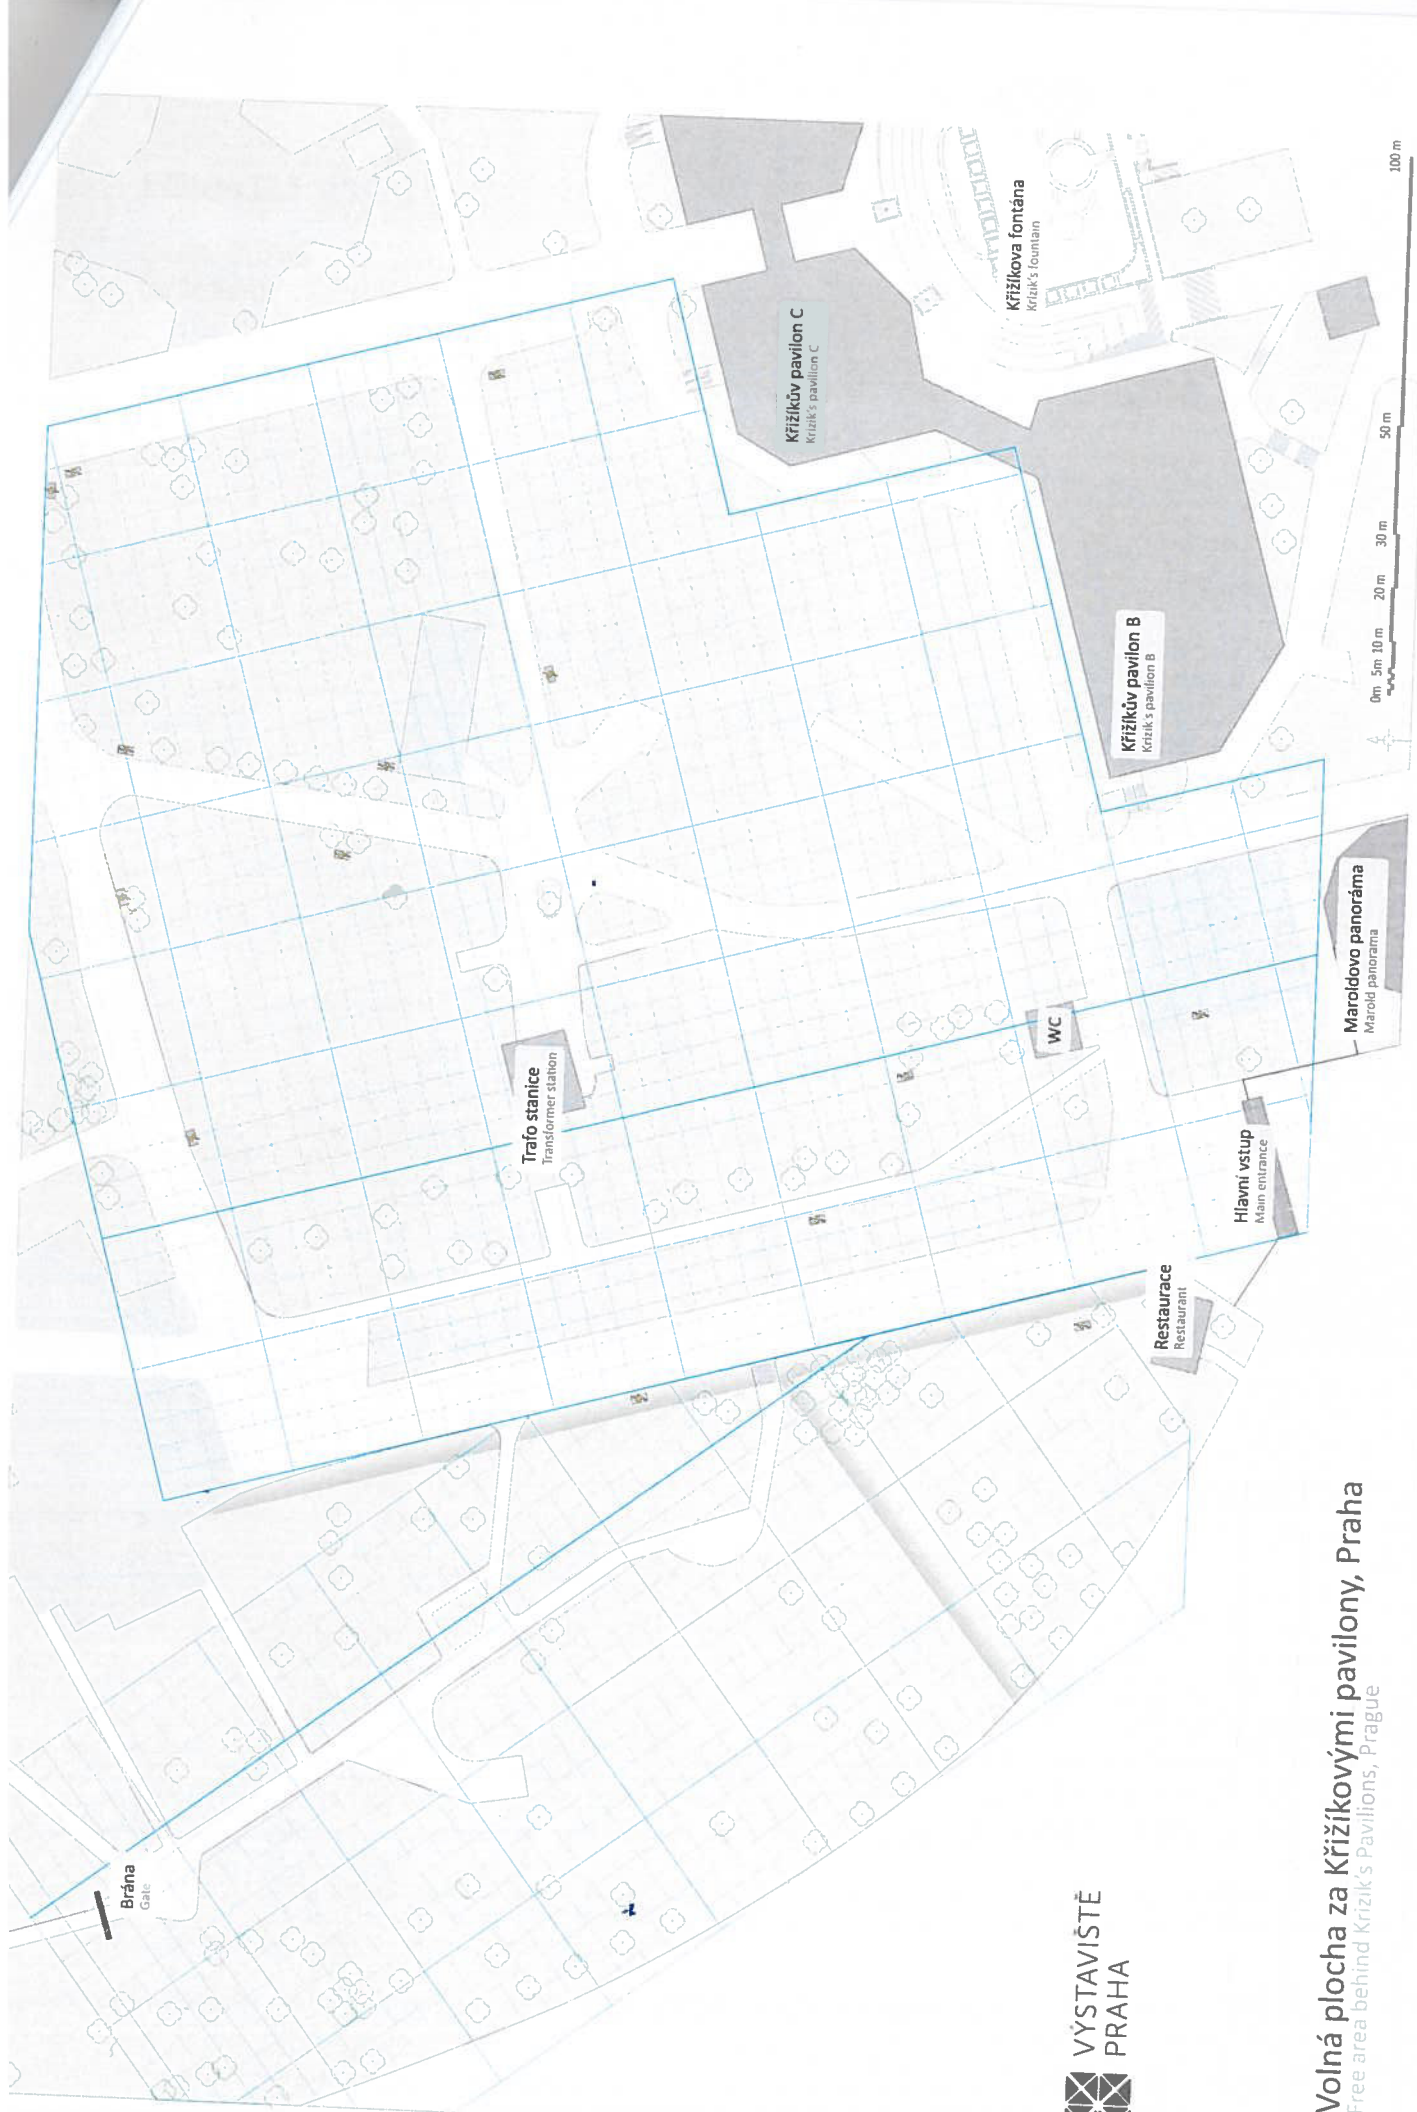 Brána
Gate
Trafo stanice
Transformer station
WC
Křižíkův pavilon C
Krizik's pavilion C
Křižíkova fontána
Krizik's fountain
Křižíkův pavilon B
Krizik's pavilion B
Hlavní vstup
Main entrance
Restaurace
Restaurant
Maroldovo panoráma
Marold panorama
0m 5m 10 m 20 m 30 m 50 m 100 m
VÝSTAVIŠTĚ
PRAHA
Volná plocha za Křižíkovými pavilony, Praha
Free area behind Krizik's Pavilions, Prague